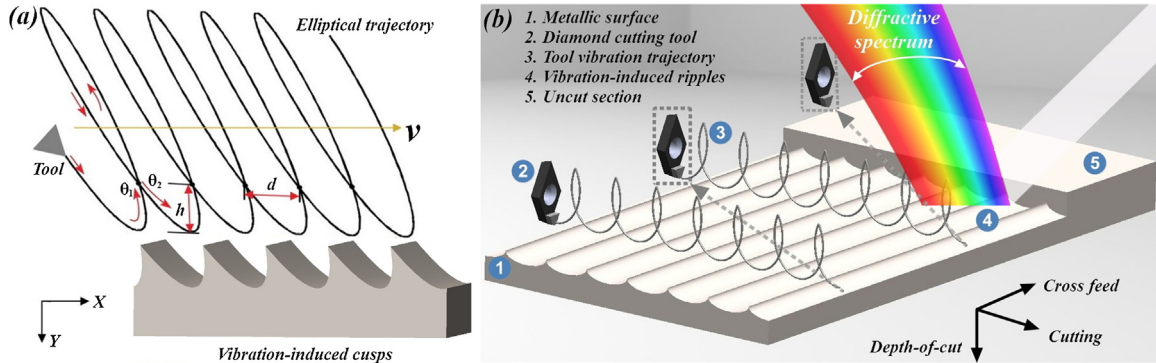 (a)
Elliptical trajectory
v
Tool
θ1
θ2
h
d
X
Y
Vibration-induced cusps
(b)
1. Metallic surface
2. Diamond cutting tool
3. Tool vibration trajectory
4. Vibration-induced ripples
5. Uncut section
Diffractive
spectrum
3
2
5
4
1
Cross feed
Cutting
Depth-of-cut